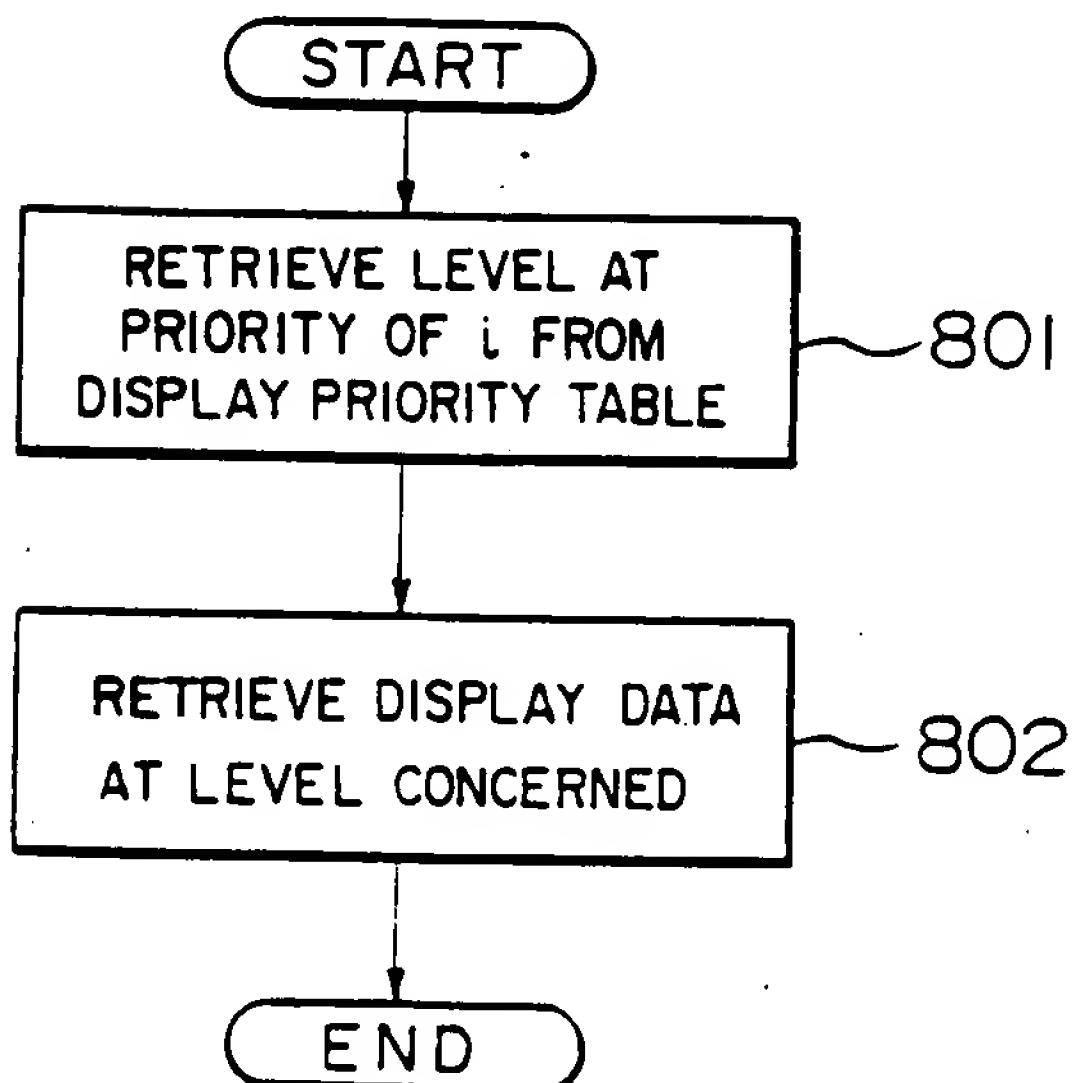 START
RETRIEVE LEVEL AT
PRIORITY OF i FROM
DISPLAY PRIORITY TABLE
801
RETRIEVE DISPLAY DATA
AT LEVEL CONCERNED
802
END